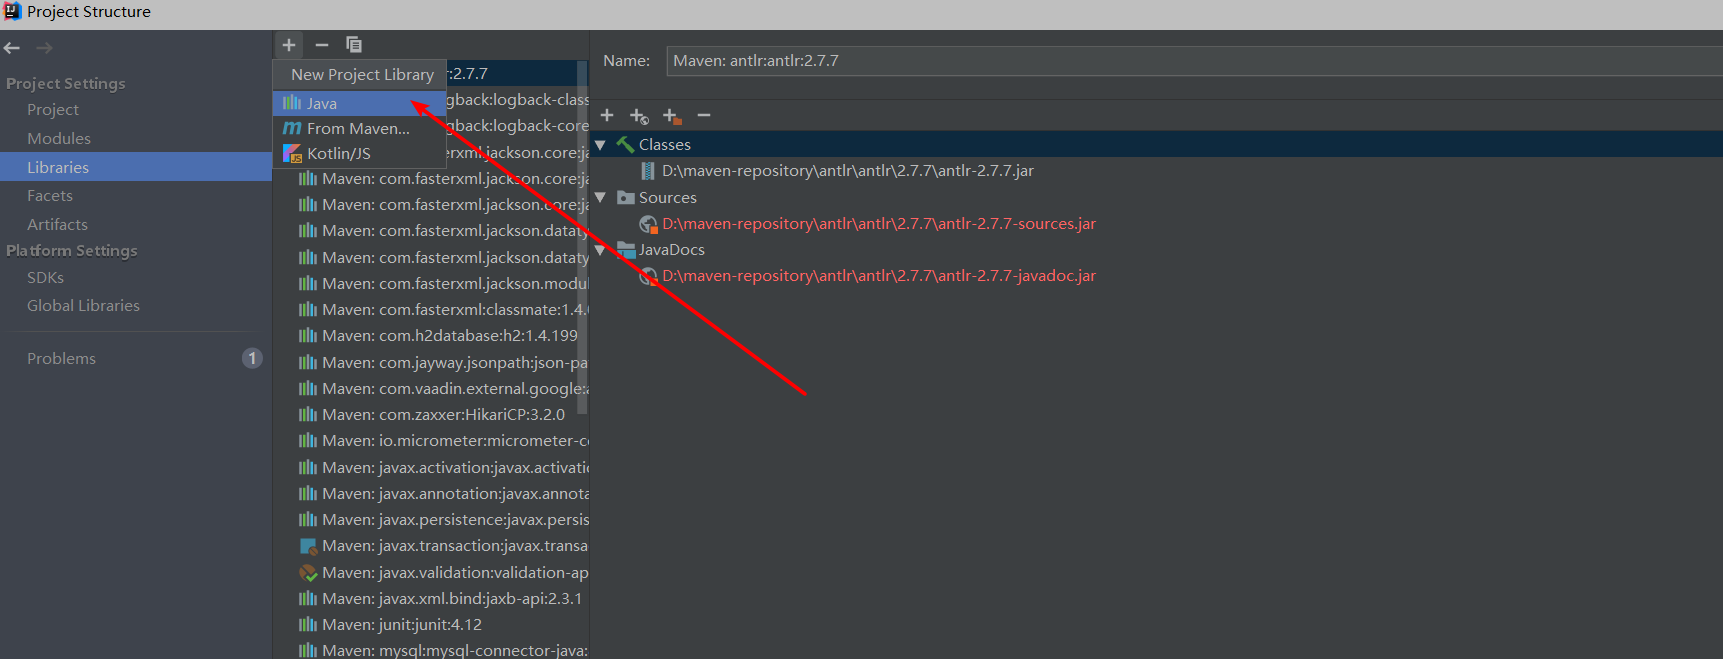 Project Structure
Project Settings
Project
Modules
Libraries
Facets
Artifacts
Platform Settings
SDKs
Global Libraries
Problems
1
New Project Library
Java
From Maven...
Kotlin/JS
r:2.7.7
gback:logback-clas
gback:logback-core
erxml.jackson.core:ja
Maven: com.fasterxml.jackson.core:ja
Maven: com.fasterxml.jackson.core:ja
Maven: com.fasterxml.jackson.dataty
Maven: com.fasterxml.jackson.dataty
Maven: com.fasterxml.jackson.modul
Maven: com.fasterxml:classmate:1.4.
Maven: com.h2database:h2:1.4.199
Maven: com.jayway.jsonpath:json-pa
Maven: com.vaadin.external.google:a
Maven: com.zaxxer:HikariCP:3.2.0
Maven: io.micrometer:micrometer-co
Maven: javax.activation:javax.activatio
Maven: javax.annotation:javax.annota
Maven: javax.persistence:javax.persis
Maven: javax.transaction:javax.transa
Maven: javax.validation:validation-ap
Maven: javax.xml.bind:jaxb-api:2.3.1
Maven: junit:junit:4.12
Maven: mysql:mysql-connector-java:
Name:
Maven: antlr:antlr:2.7.7
Classes
D:\maven-repository\antlr\antlr\2.7.7\antlr-2.7.7.jar
Sources
D:\maven-repository\antlr\antlr\2.7.7\antlr-2.7.7-sources.jar
JavaDocs
D:\maven-repository\antlr\antlr\2.7.7\antlr-2.7.7-javadoc.jar